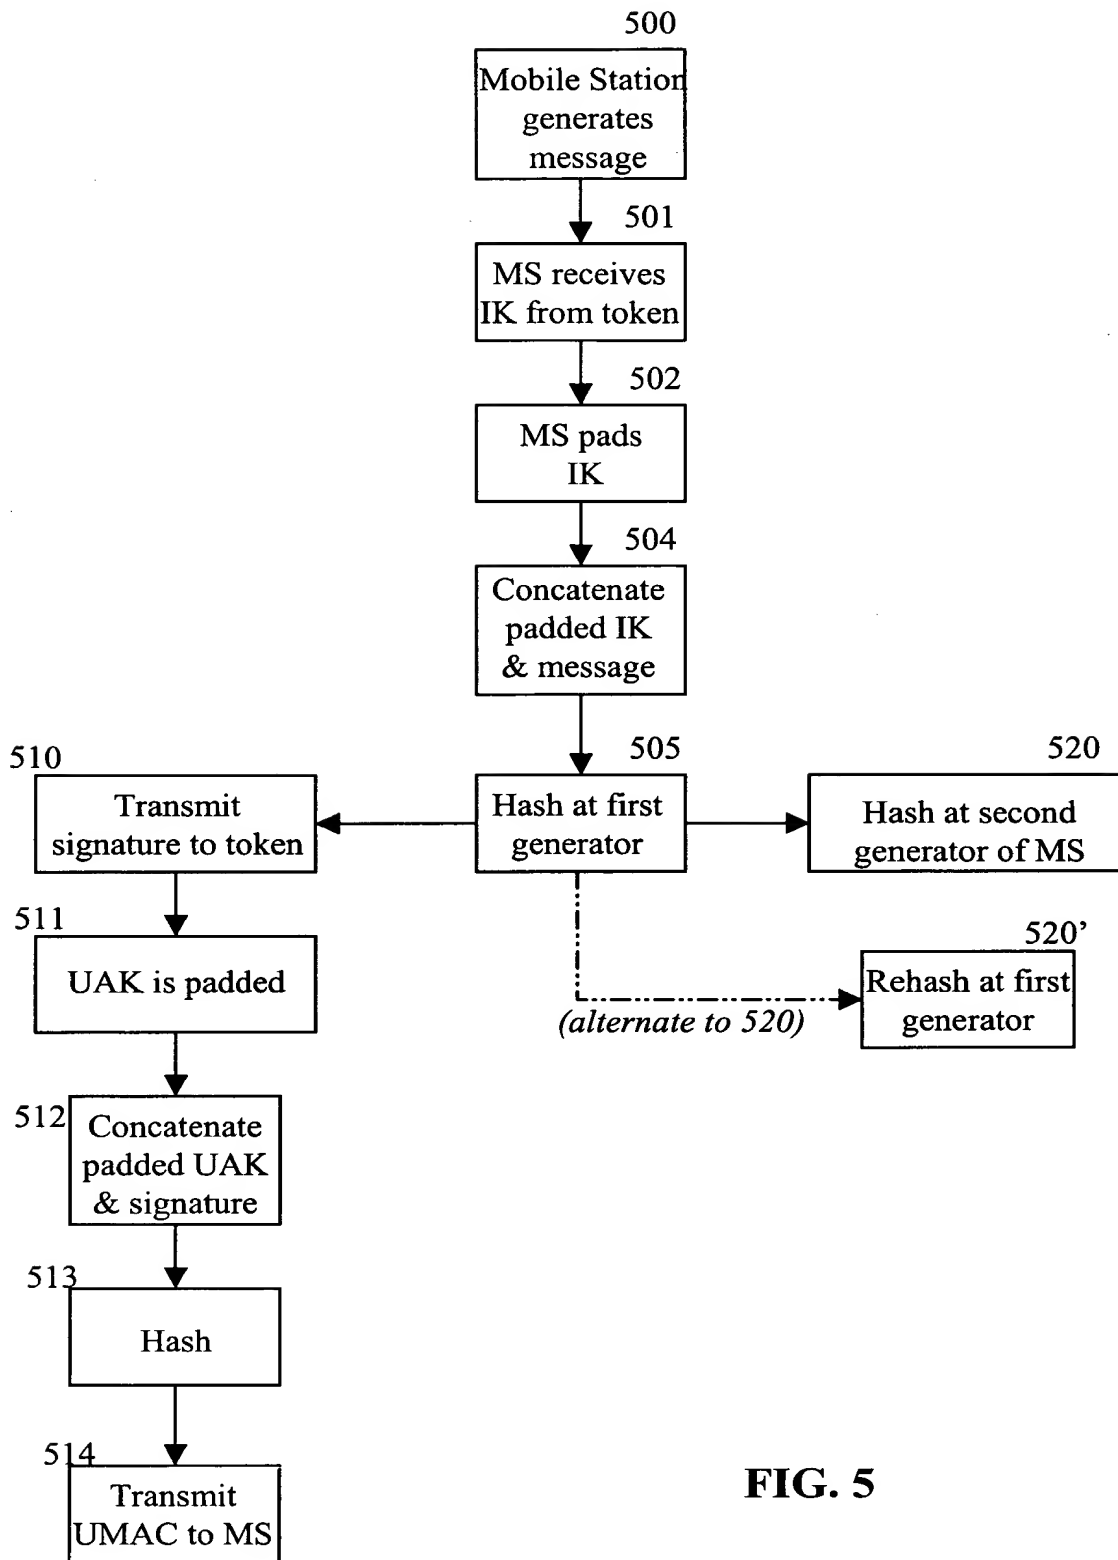 500
Mobile Station
generates
message
501
MS receives
IK from token
502
MS pads
IK
504
Concatenate
padded IK
& message
510
Transmit
signature to token
505
Hash at first
generator
520
Hash at second
generator of MS
511
UAK is padded
520’
Rehash at first
generator
(alternate to 520)
512
Concatenate
padded UAK
& signature
513
Hash
514
Transmit
UMAC to MS
FIG. 5